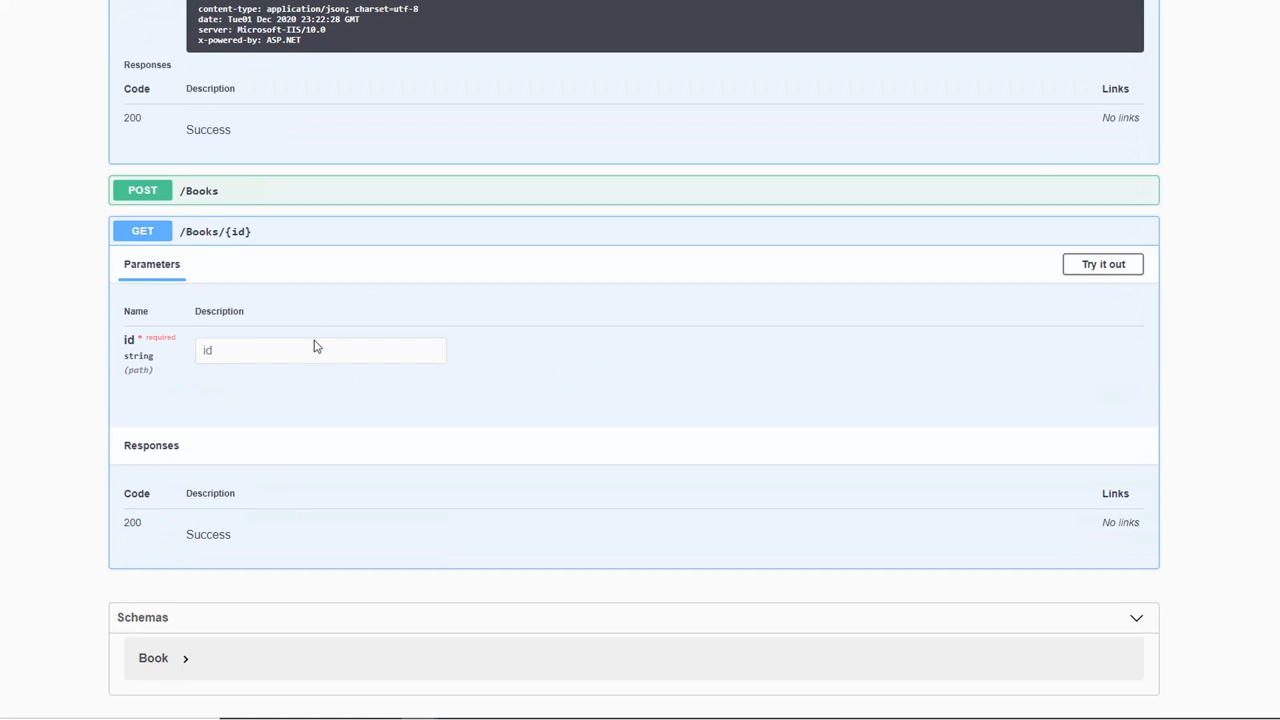 content-type: application/json; charset=utf-8
date: Tue01 Dec 2020 23:22:28 GMT
server: Microsoft-IIS/10.0
x-powered-by: ASP.NET
Responses
Code Description Links
200 Success No links
POST /Books
GET /Books/{id}
Parameters Try it out
Name Description
id * required
string
(path)
id
Responses
Code Description Links
200 Success No links
Schemas
Book